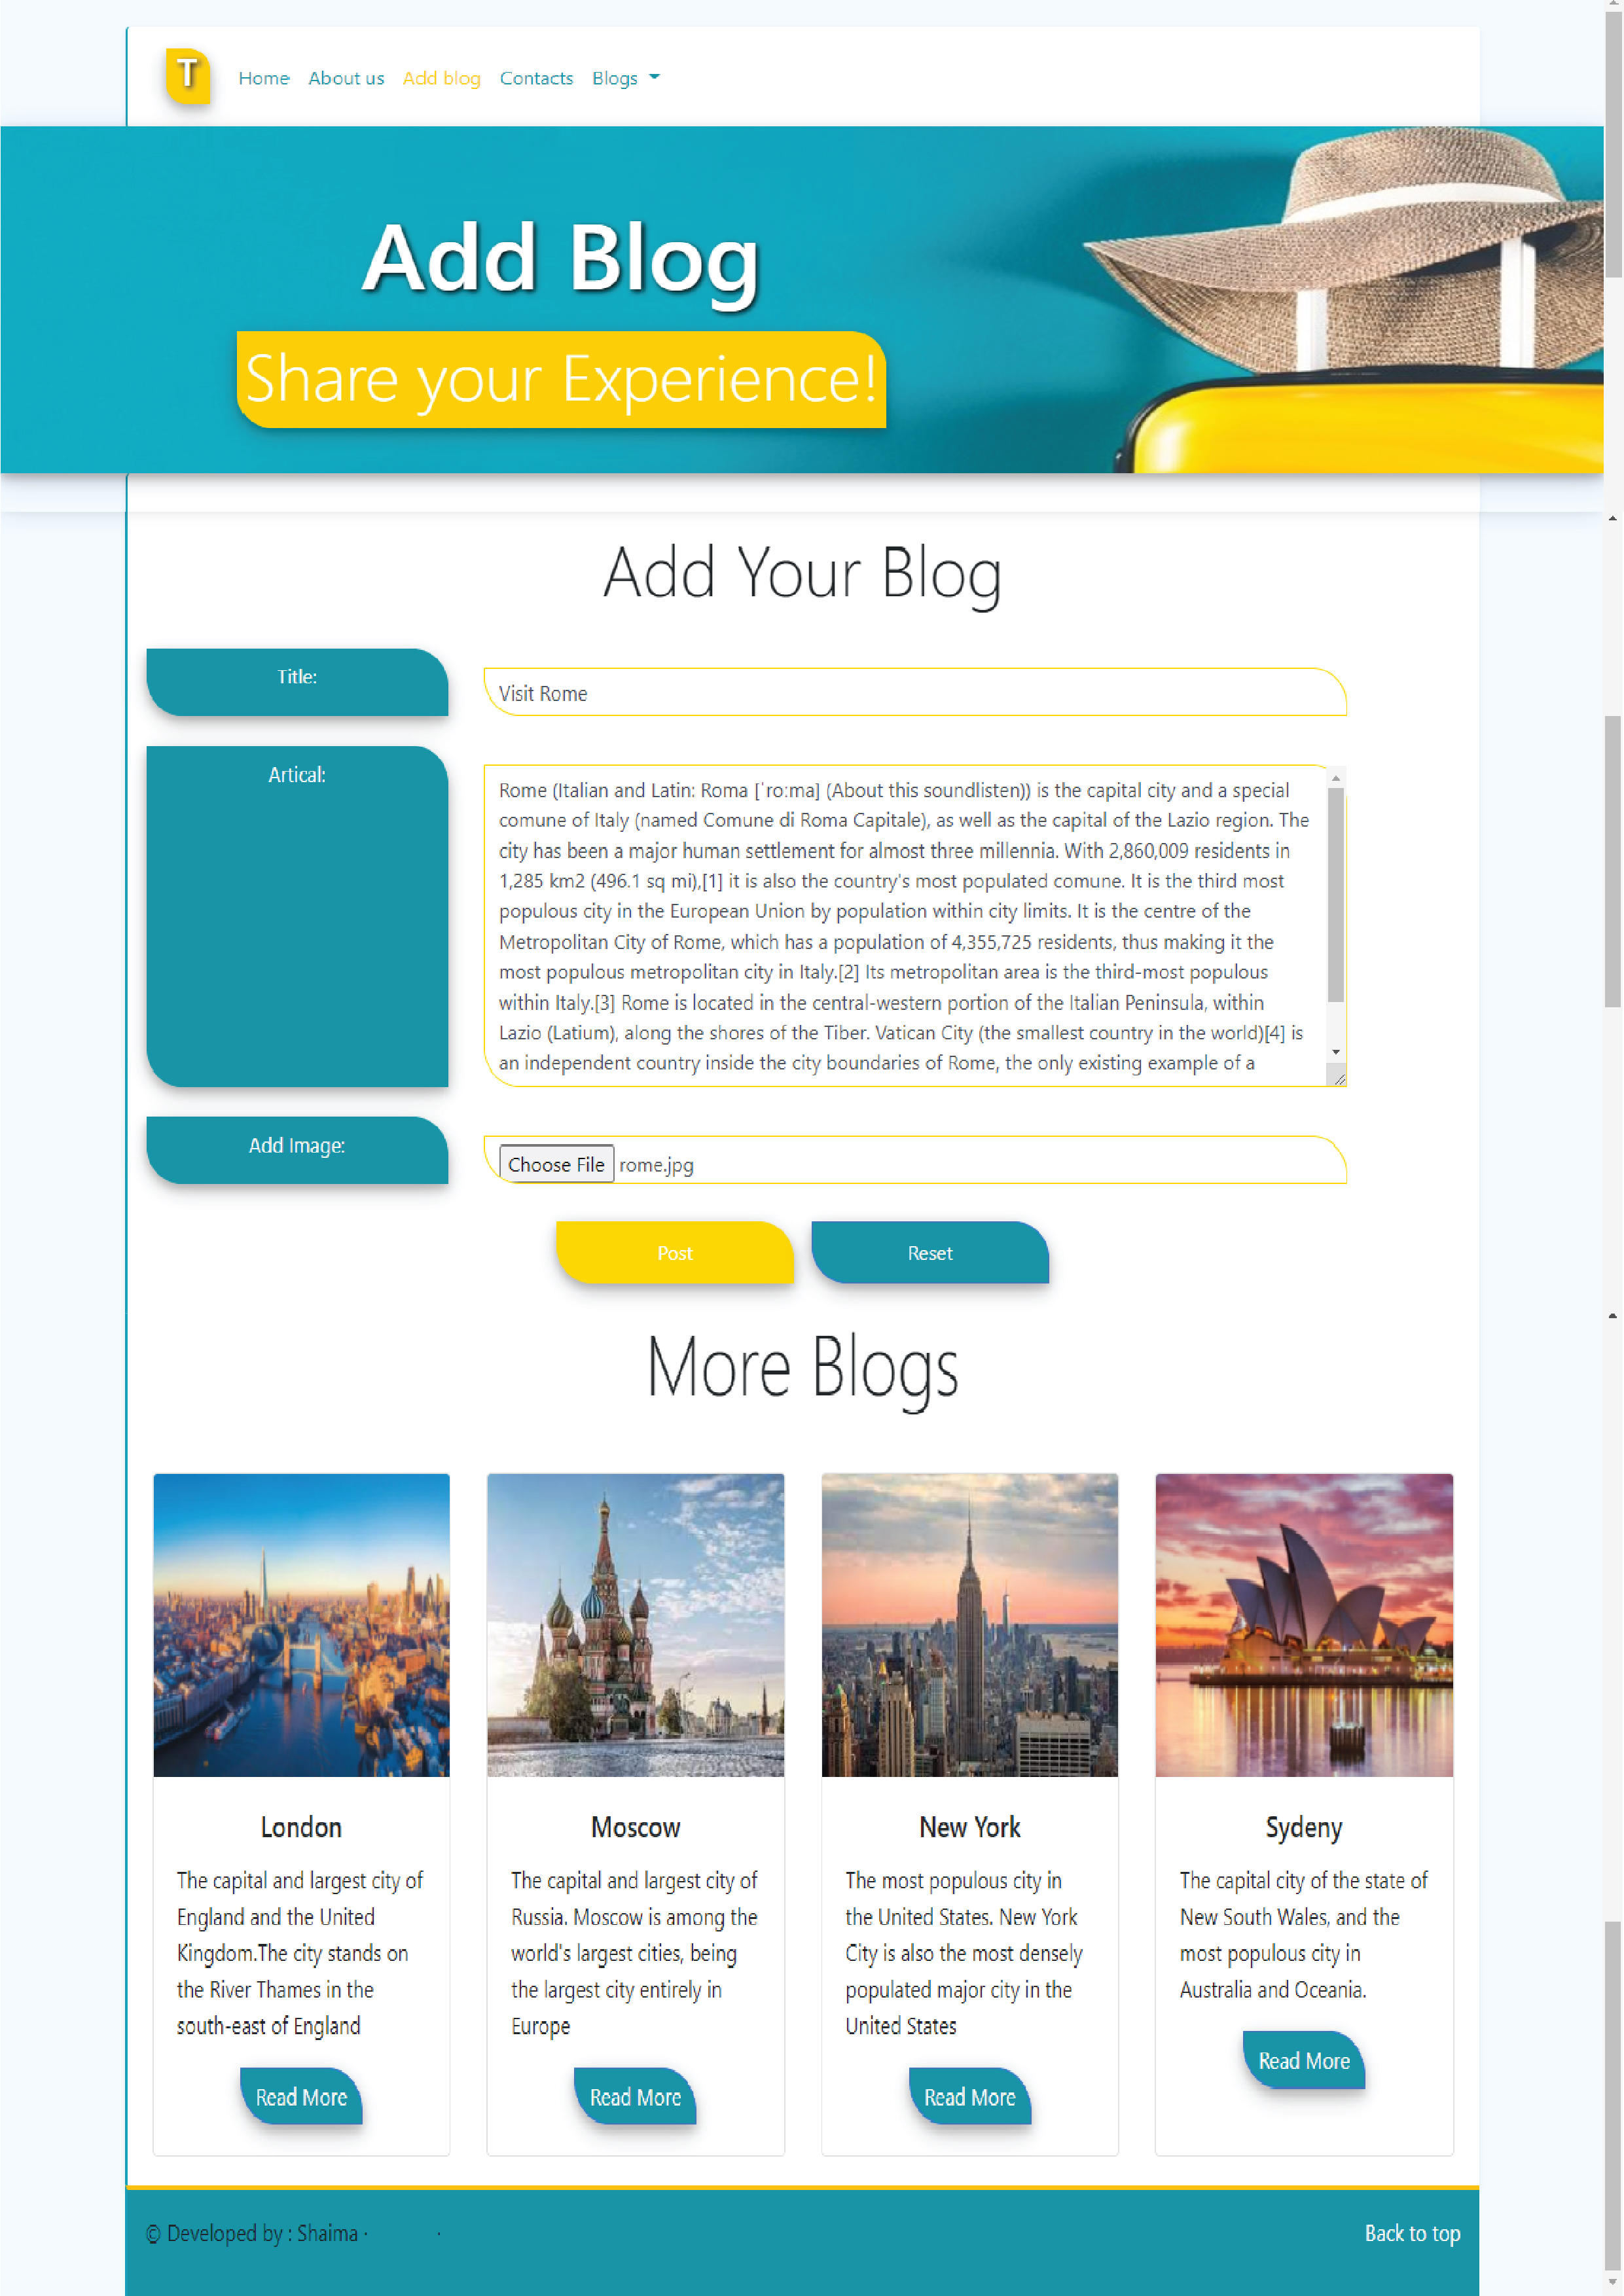 T
Home About us Add blog Contacts Blogs
Add Blog
Share your Experience!
Add Your Blog
Title:
Visit Rome
Artical:
Rome (Italian and Latin: Roma [ˈroːma] (About this soundlisten)) is the capital city and a special
comune of Italy (named Comune di Roma Capitale), as well as the capital of the Lazio region. The
city has been a major human settlement for almost three millennia. With 2,860,009 residents in
1,285 km2 (496.1 sq mi),[1] it is also the country's most populated comune. It is the third most
populous city in the European Union by population within city limits. It is the centre of the
Metropolitan City of Rome, which has a population of 4,355,725 residents, thus making it the
most populous metropolitan city in Italy.[2] Its metropolitan area is the third-most populous
within Italy.[3] Rome is located in the central-western portion of the Italian Peninsula, within
Lazio (Latium), along the shores of the Tiber. Vatican City (the smallest country in the world)[4] is
an independent country inside the city boundaries of Rome, the only existing example of a
Add Image:
Choose File rome.jpg
Post
Reset
More Blogs
London
The capital and largest city of
England and the United
Kingdom.The city stands on
the River Thames in the
south-east of England
Read More
Moscow
The capital and largest city of
Russia. Moscow is among the
world's largest cities, being
the largest city entirely in
Europe
Read More
New York
The most populous city in
the United States. New York
City is also the most densely
populated major city in the
United States
Read More
Sydeny
The capital city of the state of
New South Wales, and the
most populous city in
Australia and Oceania.
Read More
© Developed by : Shaima · ·
Back to top